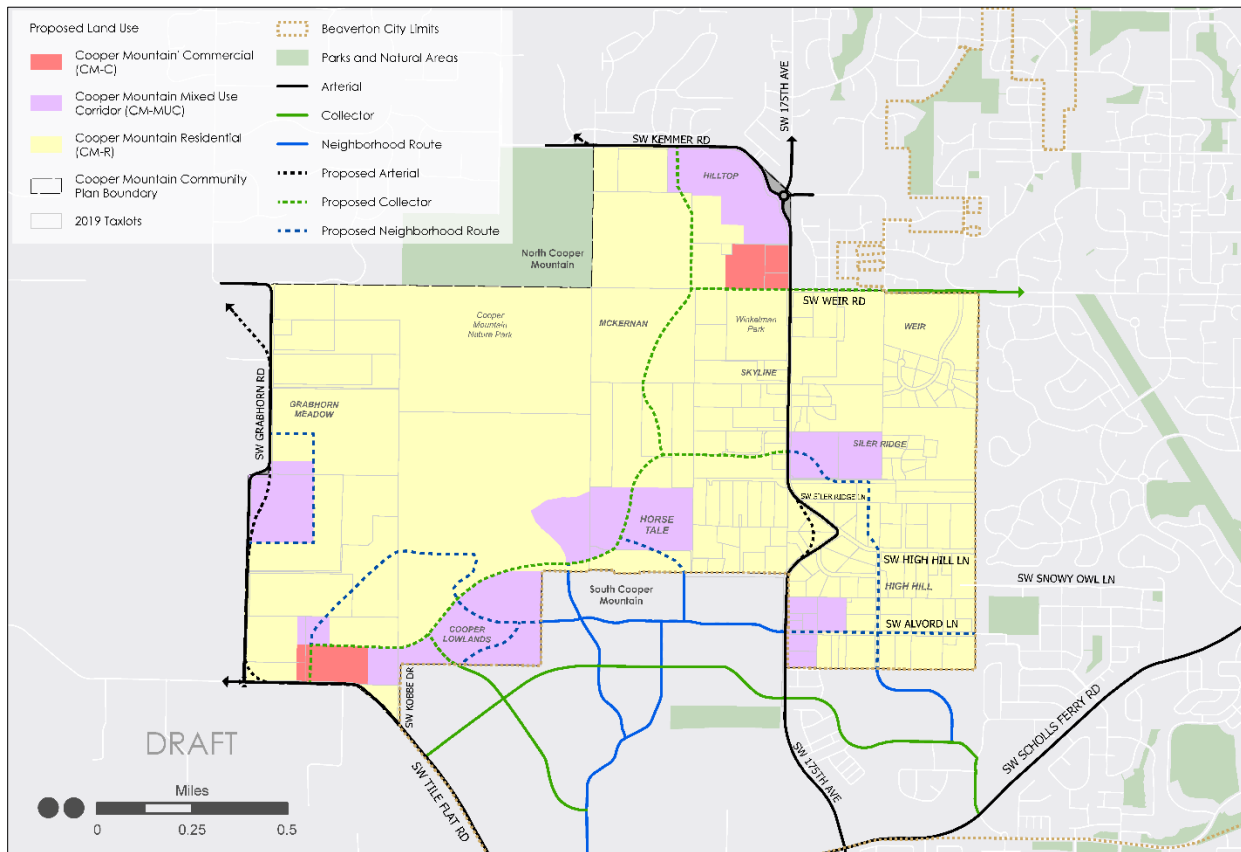 Proposed Land Use
Cooper Mountain' Commercial
(CM-C)
Cooper Mountain Mixed Use
Corridor (CM-MUC)
Cooper Mountain Residential
(CM-R)
Cooper Mountain Community
Plan Boundary
2019 Taxlots
Beaverton City Limits
Parks and Natural Areas
Arterial
Collector
Neighborhood Route
Proposed Arterial
Proposed Collector
Proposed Neighborhood Route
SW 175TH AVE
SW KEMMER RD
HILLTOP
North Cooper
Mountain
SW WEIR RD
Cooper
Mountain
Nature Park
MCKERNAN
Winkelman
Park
WEIR
SKYLINE
SW GRABHORN RD
GRABHORN
MEADOW
SILER RIDGE
SW SILER RIDGE LN
HORSE
TALE
SW HIGH HILL LN
SW SNOWY OWL LN
HIGH HILL
South Cooper
Mountain
SW ALVORD LN
COOPER
LOWLANDS
SW KOBBE DR
SW TILE FLAT RD
SW 175TH AVE
SW SCHOLLS FERRY RD
DRAFT
Miles
0 0.25 0.5